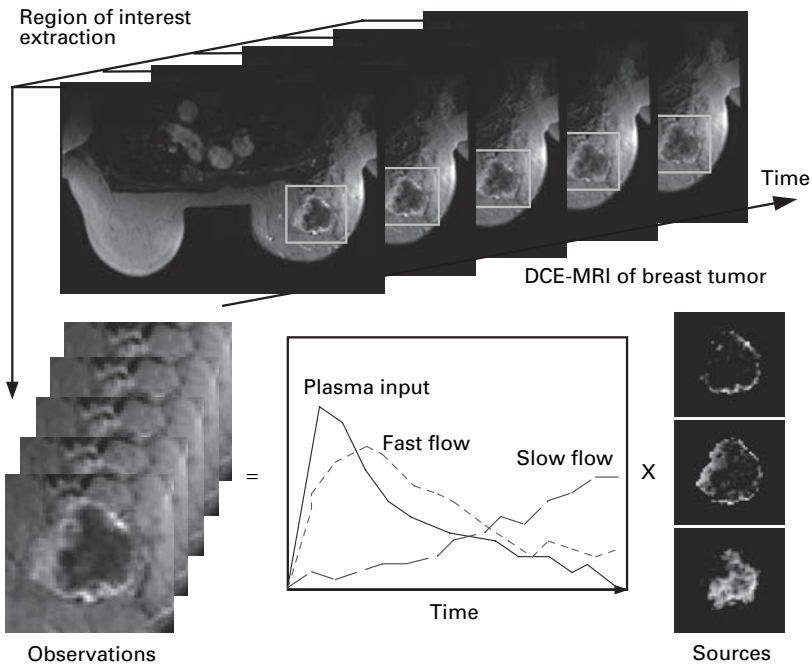 Region of interest
extraction
Time
DCE-MRI of breast tumor
Plasma input
Fast flow
Slow flow
=
X
Time
Observations
Sources